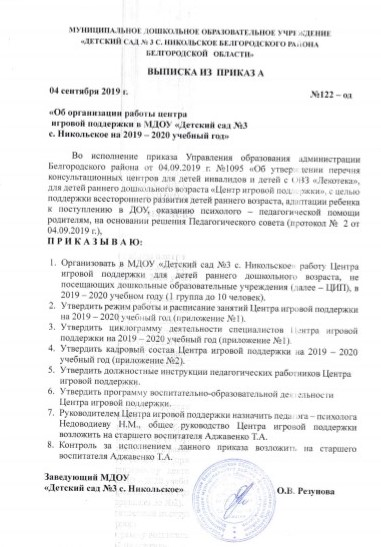 МУНИЦИПАЛЬНОЕ ДОШКОЛЬНОЕ ОБРАЗОВАТЕЛЬНОЕ УЧРЕЖДЕНИЕ
«ДЕТСКИЙ САД № 3 С. НИКОЛЬСКОЕ БЕЛГОРОДСКОГО РАЙОНА
БЕЛГОРОДСКОЙ ОБЛАСТИ»
ВЫПИСКА ИЗ ПРИКАЗА
04 сентября 2019 г.
№122 – од
«Об организации работы центра
игровой поддержки в МДОУ «Детский сад №3
с. Никольское на 2019 – 2020 учебный год»
Во исполнение приказа Управления образования администрации
Белгородского района от 04.09.2019 г. №1095 «Об утверждении перечня
консультационных центров для детей инвалидов и детей с ОВЗ «Лекотека»,
для детей раннего дошкольного возраста «Центр игровой поддержки», с целью
поддержки всестороннего развития детей раннего возраста, адаптации ребенка
к поступлению в ДОУ, оказанию психолого – педагогической помощи
родителям, на основании решения Педагогического совета (протокол № 2 от
04.09.2019 г.),
П Р И К А З Ы В А Ю:
1. Организовать в МДОУ «Детский сад №3 с. Никольское» работу Центра
игровой поддержки для детей раннего дошкольного возраста, не
посещающих дошкольные образовательные учреждения (далее – ЦИП), в
2019 – 2020 учебном году (1 группа до 10 человек).
2. Утвердить режим работы и расписание занятий Центра игровой поддержки
на 2019 – 2020 учебный год (приложение №1).
3. Утвердить циклограмму деятельности специалистов Центра игровой
поддержки на 2019 – 2020 учебный год (приложение №1).
4. Утвердить кадровый состав Центра игровой поддержки на 2019 – 2020
учебный год (приложение №2).
5. Утвердить должностные инструкции педагогических работников Центра
игровой поддержки.
6. Утвердить программу воспитательно-образовательной деятельности
Центра игровой поддержки.
7. Руководителем Центра игровой поддержки назначить педагога – психолога
Недоводиеву Н.М., общее руководство Центра игровой поддержки
возложить на старшего воспитателя Аджавенко Т.А.
8. Контроль за исполнением данного приказа возложить на старшего
воспитателя Аджавенко Т.А.
Заведующий МДОУ
«Детский сад №3 с. Никольское»
О.В. Резунова